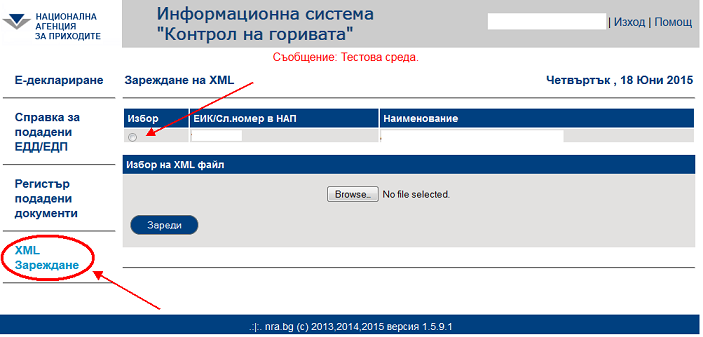 НАЦИОНАЛНА
АГЕНЦИЯ
ЗА ПРИХОДИТЕ
Информационна система
"Контрол на горивата"
| Изход | Помощ
Съобщение: Тестова среда.
Е-деклариране
Зареждане на XML
Четвъртък , 18 Юни 2015
Справка за
подадени
ЕДД/ЕДП
Избор
ЕИК/Сл.номер в НАП
Наименование
Избор на XML файл
Регистър
подадени
документи
Browse..
No file selected.
Зареди
XML
Зареждане
.:|:. nra.bg (c) 2013,2014,2015 версия 1.5.9.1